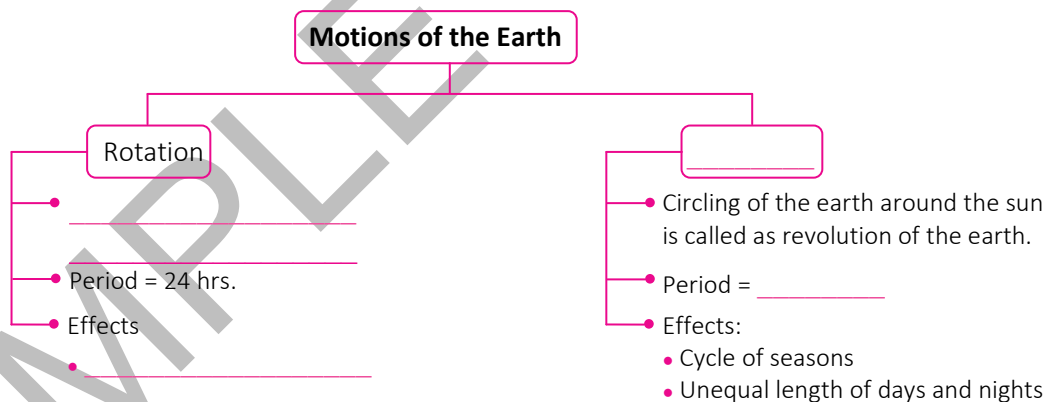 Motions of the Earth
Rotation
Period = 24 hrs.
Effects
Circling of the earth around the sun
is called as revolution of the earth.
Period =
Effects:
Cycle of seasons
Unequal length of days and nights
MPLE